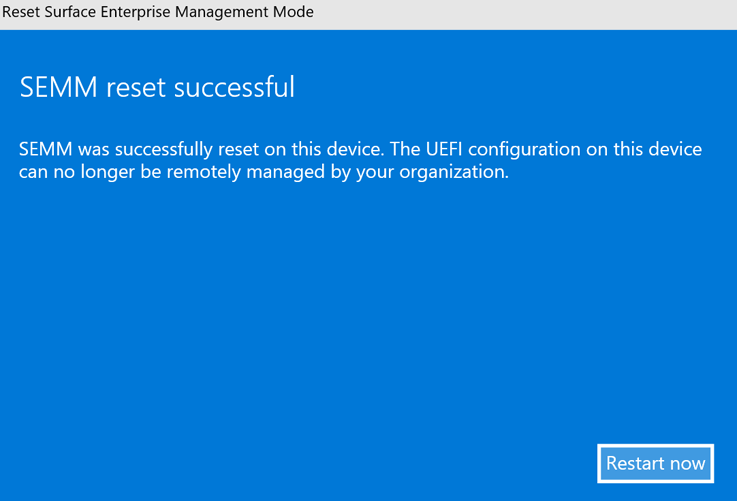 Reset Surface Enterprise Management Mode
SEMM reset successful
SEMM was successfully reset on this device. The UEFI configuration on this device
can no longer be remotely managed by your organization.
Restart now